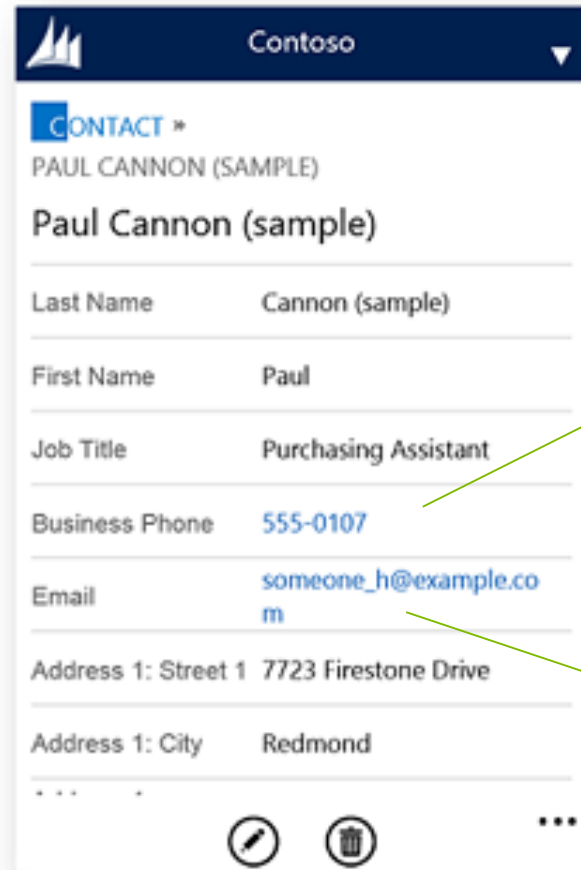 Contoso
CONTACT »
PAUL CANNON (SAMPLE)
Paul Cannon (sample)
Last Name Cannon (sample)
First Name Paul
Job Title Purchasing Assistant
Business Phone 555-0107
Email someone_h@example.co
m
Address 1: Street 1 7723 Firestone Drive
Address 1: City Redmond